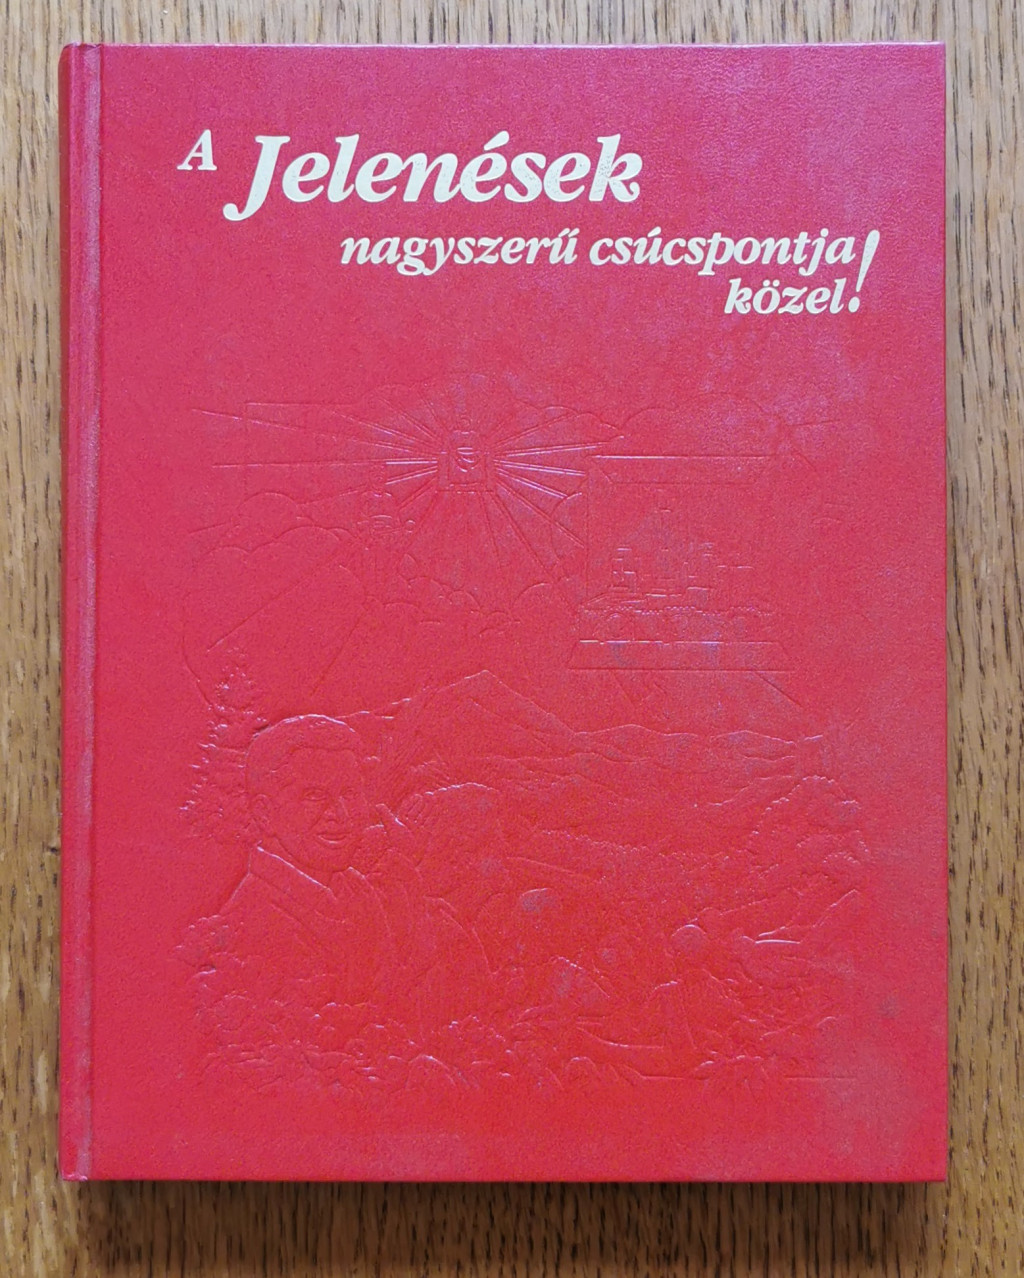 A Jelenések
nagyszerű csúcspontja
közel!